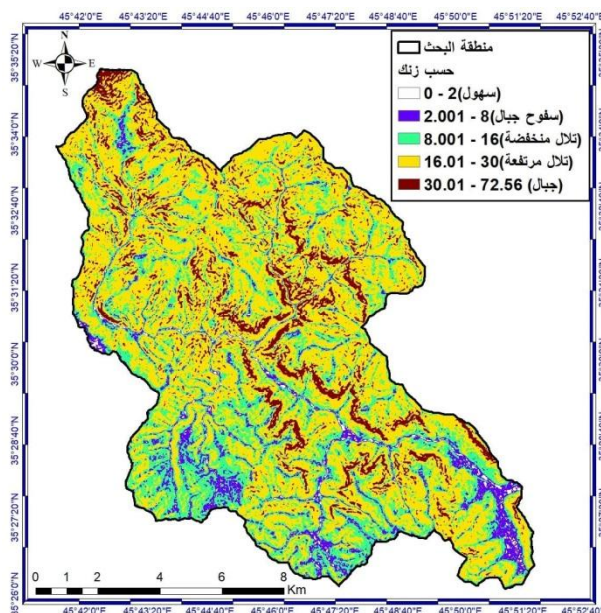 45°42'0"E 45°43'20"E 45°44'40"E 45°46'0"E 45°47'20"E 45°48'40"E 45°50'0"E 45°51'20"E 45°52'40"E
35°35'20"N
35°34'0"N
35°32'40"N
35°31'20"N
35°30'0"N
35°28'40"N
35°27'20"N
35°26'0"N
N
W E
S
منطقة البحث
حسب زنك
0 - 2(سهول)
2.001 - 8(سفوح جبال)
8.001 - 16(تلال منخفضة)
16.01 - 30(تلال مرتفعة)
30.01 - 72.56 (جبال)
0 1 2 4 6 8
Km
45°42'0"E 45°43'20"E 45°44'40"E 45°46'0"E 45°47'20"E 45°48'40"E 45°50'0"E 45°51'20"E 45°52'40"E